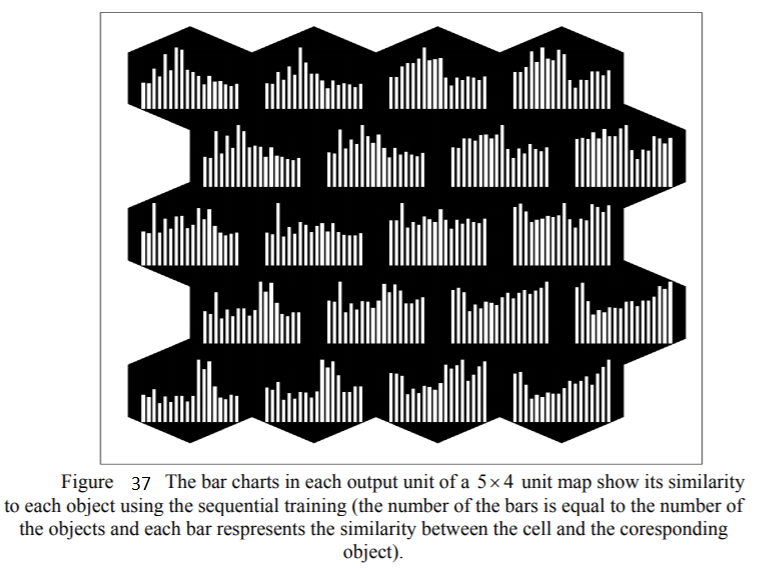 Figure 37 The bar charts in each output unit of a 5×4 unit map show its similarity
to each object using the sequential training (the number of the bars is equal to the number of
the objects and each bar respresents the similarity between the cell and the coresponding
object).